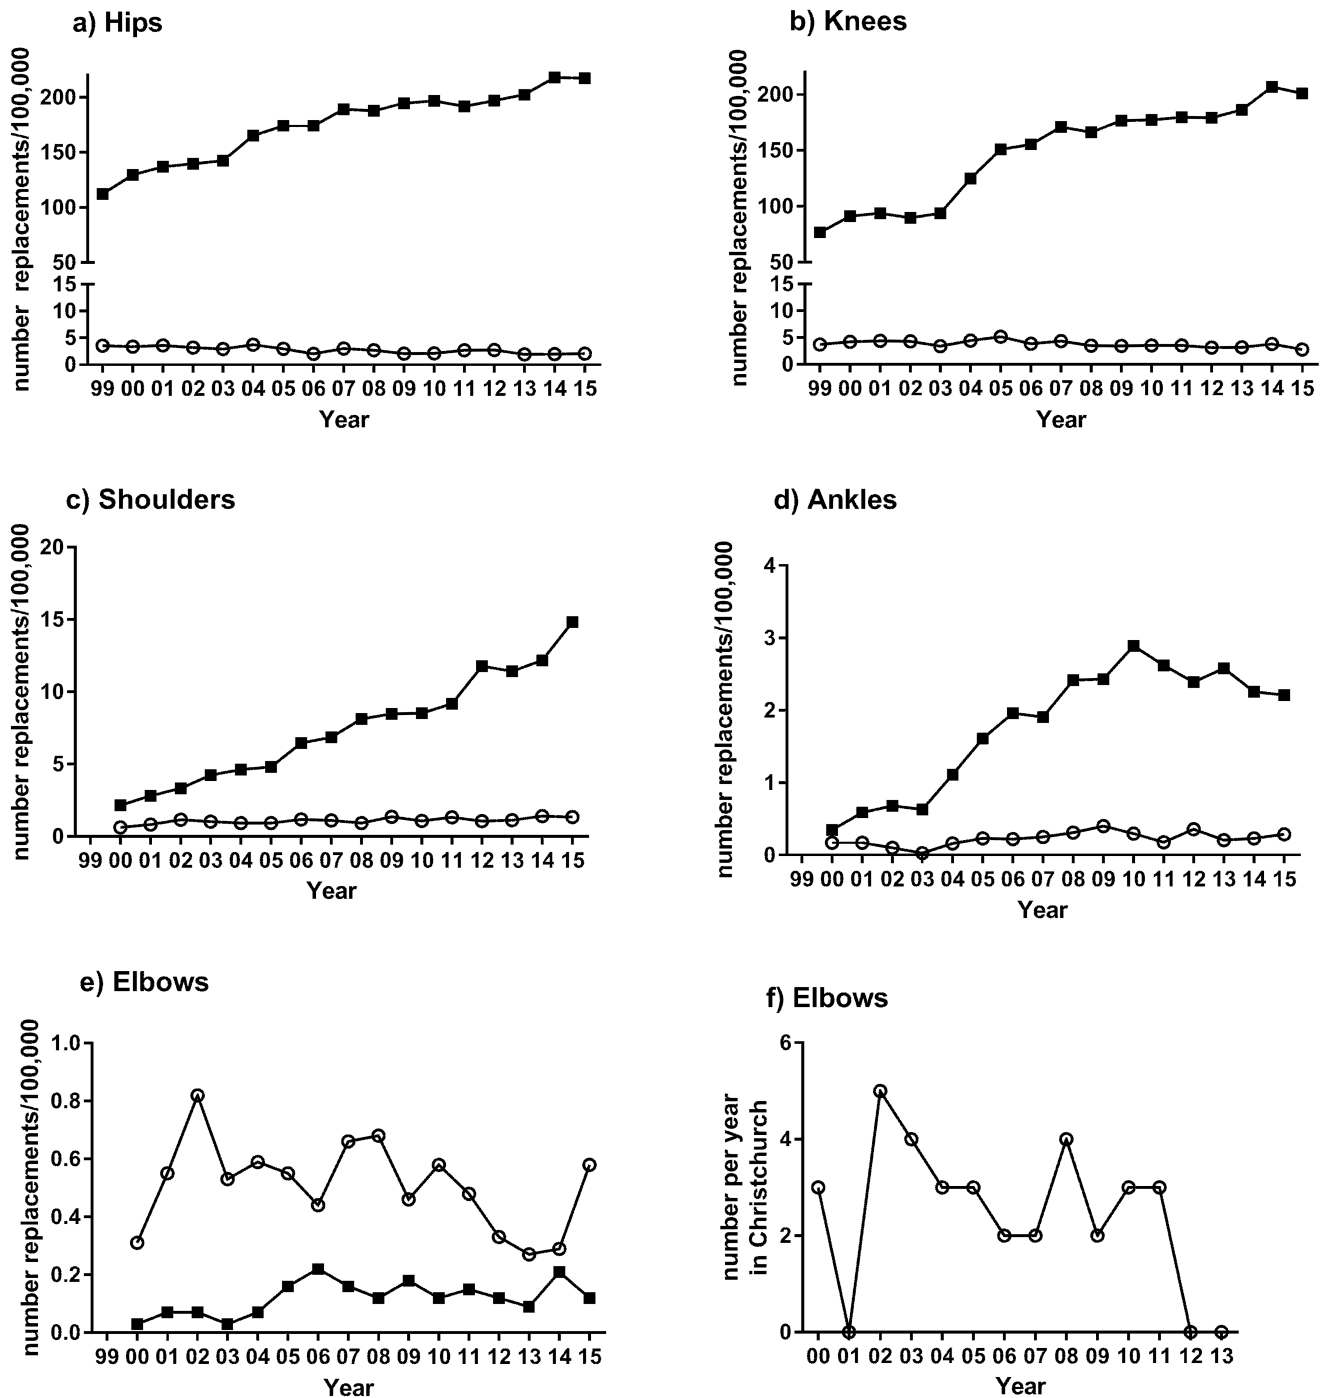 a) Hips
number replacements/100,000
200
150
100
50
15
10
5
0
99 00 01 02 03 04 05 06 07 08 09 10 11 12 13 14 15
Year
b) Knees
number replacements/100,000
200
150
100
50
15
10
5
0
99 00 01 02 03 04 05 06 07 08 09 10 11 12 13 14 15
Year
c) Shoulders
number replacements/100,000
20
15
10
5
0
99 00 01 02 03 04 05 06 07 08 09 10 11 12 13 14 15
Year
d) Ankles
number replacements/100,000
4
3
2
1
0
99 00 01 02 03 04 05 06 07 08 09 10 11 12 13 14 15
Year
e) Elbows
number replacements/100,000
1.0
0.8
0.6
0.4
0.2
0.0
99 00 01 02 03 04 05 06 07 08 09 10 11 12 13 14 15
Year
f) Elbows
number per year
in Christchurch
6
4
2
0
00 01 02 03 04 05 06 07 08 09 10 11 12 13
Year